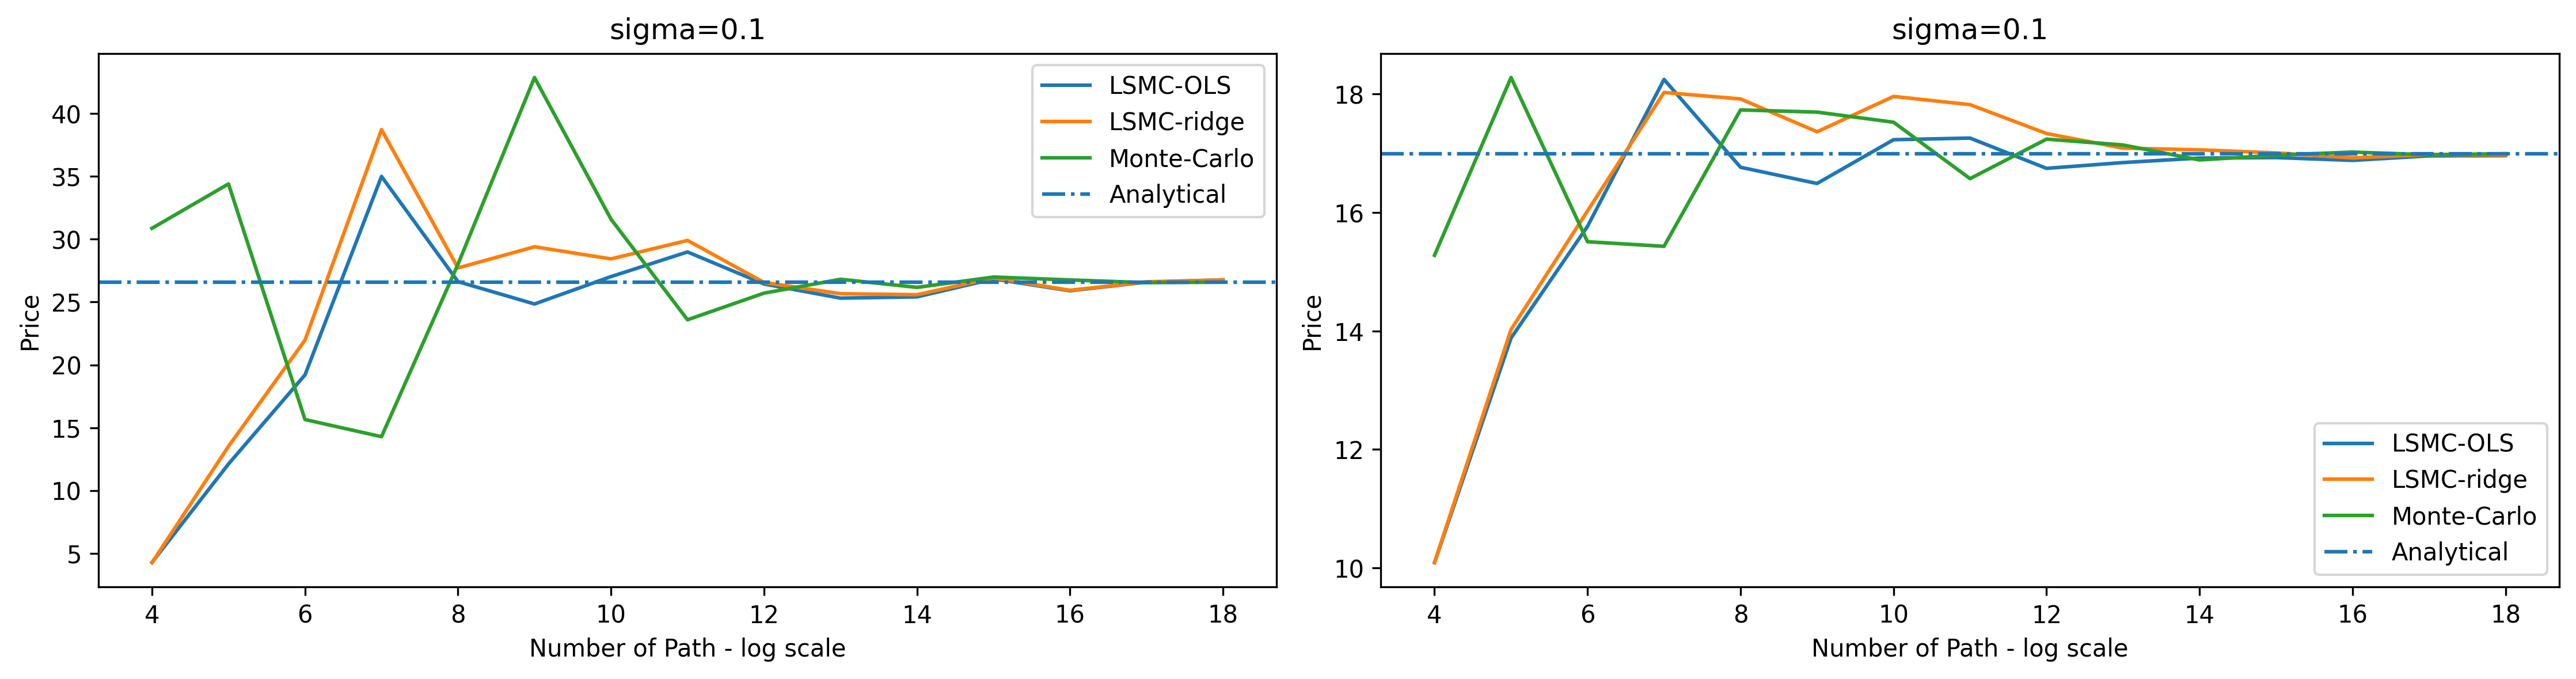 sigma=0.1
40
35
30
25
20
15
10
5
Price
4
6
8
10
12
14
16
18
Number of Path - log scale
LSMC-OLS
LSMC-ridge
Monte-Carlo
Analytical
sigma=0.1
18
16
14
12
10
Price
4
6
8
10
12
14
16
18
Number of Path - log scale
LSMC-OLS
LSMC-ridge
Monte-Carlo
Analytical